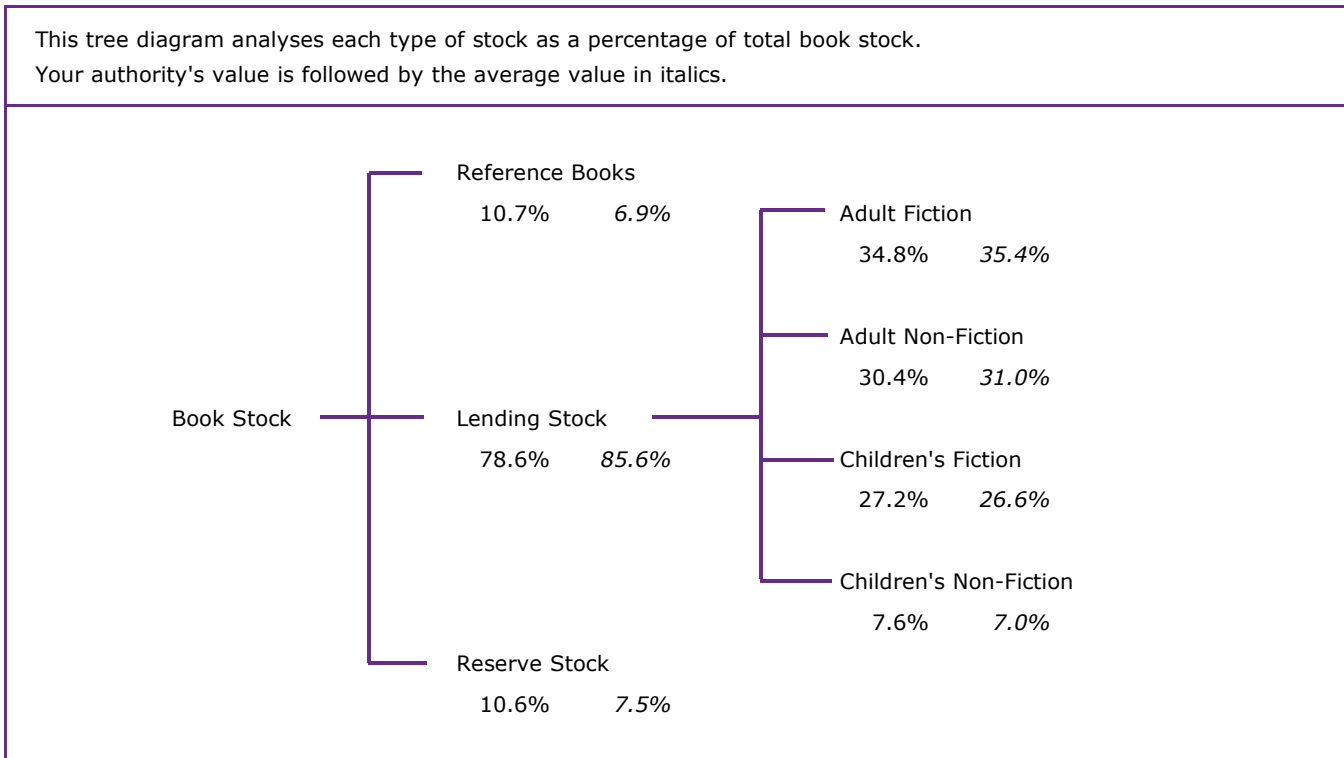 This tree diagram analyses each type of stock as a percentage of total book stock.
Your authority's value is followed by the average value in italics.
Reference Books
10.7% 6.9%
Adult Fiction
34.8% 35.4%
Adult Non-Fiction
30.4% 31.0%
Book Stock
Lending Stock
78.6% 85.6%
Children's Fiction
27.2% 26.6%
Children's Non-Fiction
7.6% 7.0%
Reserve Stock
10.6% 7.5%